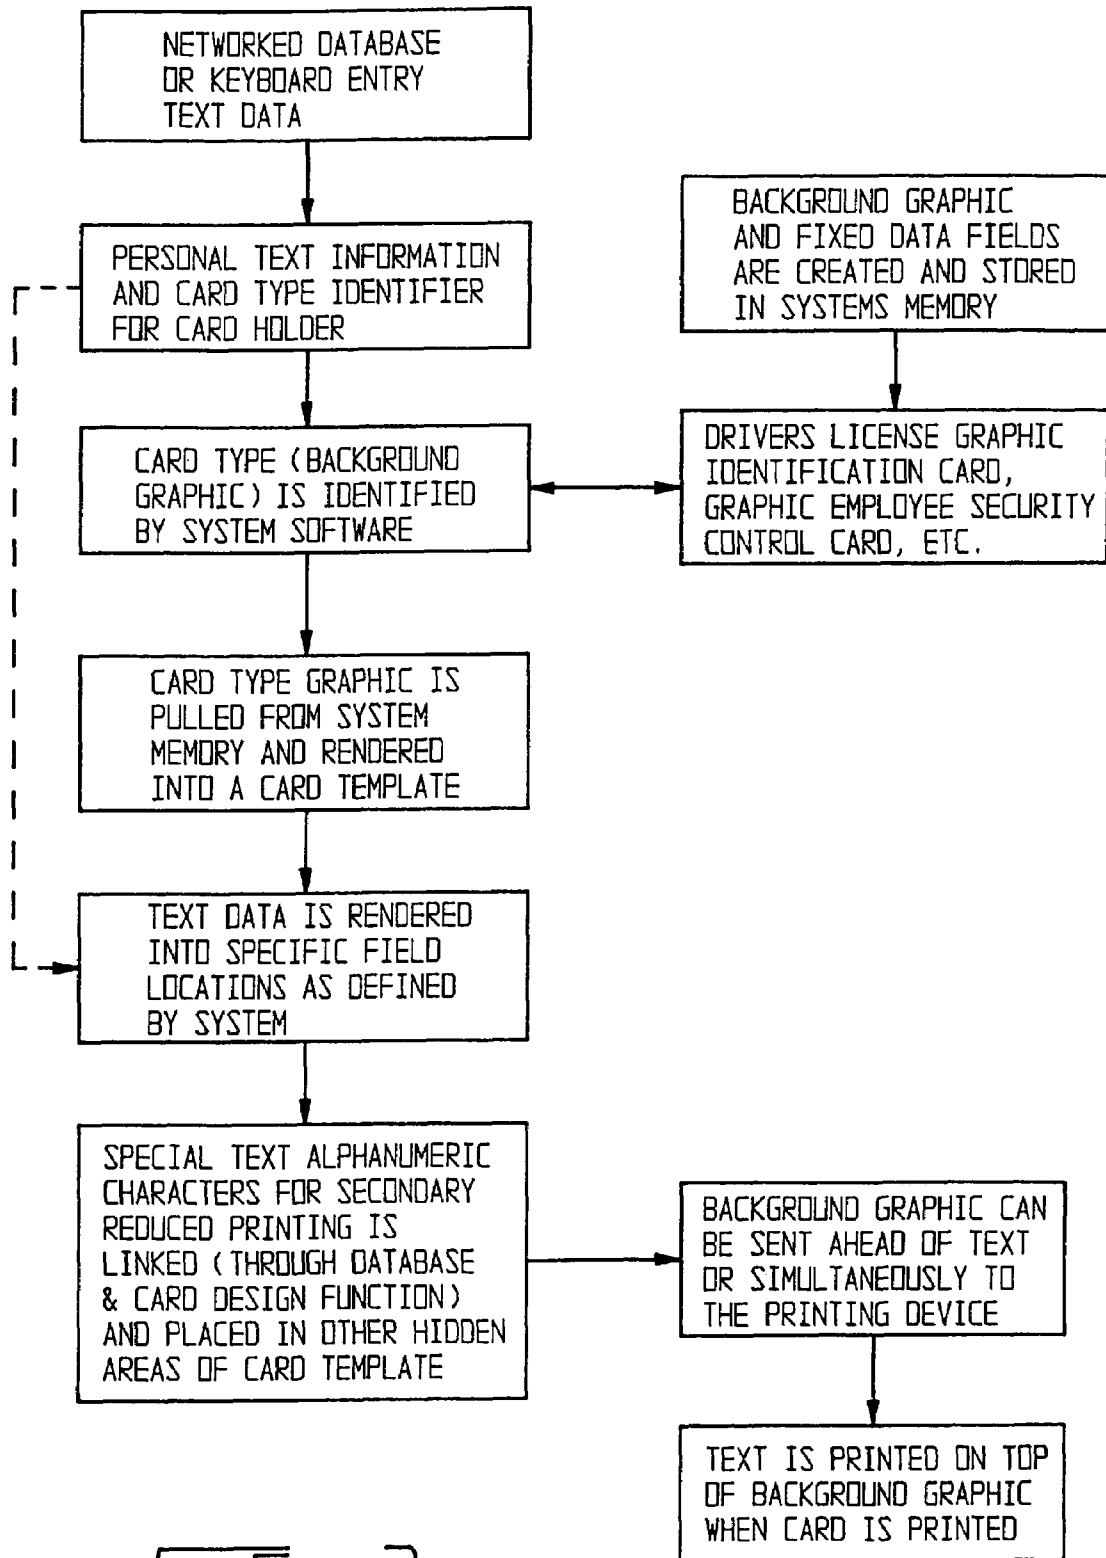 NETWORKED DATABASE
OR KEYBOARD ENTRY
TEXT DATA
PERSONAL TEXT INFORMATION
AND CARD TYPE IDENTIFIER
FOR CARD HOLDER
BACKGROUND GRAPHIC
AND FIXED DATA FIELDS
ARE CREATED AND STORED
IN SYSTEMS MEMORY
CARD TYPE (BACKGROUND
GRAPHIC) IS IDENTIFIED
BY SYSTEM SOFTWARE
DRIVERS LICENSE GRAPHIC
IDENTIFICATION CARD,
GRAPHIC EMPLOYEE SECURITY
CONTROL CARD, ETC.
CARD TYPE GRAPHIC IS
PULLED FROM SYSTEM
MEMORY AND RENDERED
INTO A CARD TEMPLATE
TEXT DATA IS RENDERED
INTO SPECIFIC FIELD
LOCATIONS AS DEFINED
BY SYSTEM
SPECIAL TEXT ALPHANUMERIC
CHARACTERS FOR SECONDARY
REDUCED PRINTING IS
LINKED (THROUGH DATABASE
& CARD DESIGN FUNCTION)
AND PLACED IN OTHER HIDDEN
AREAS OF CARD TEMPLATE
BACKGROUND GRAPHIC CAN
BE SENT AHEAD OF TEXT
OR SIMULTANEOUSLY TO
THE PRINTING DEVICE
TEXT IS PRINTED ON TOP
OF BACKGROUND GRAPHIC
WHEN CARD IS PRINTED